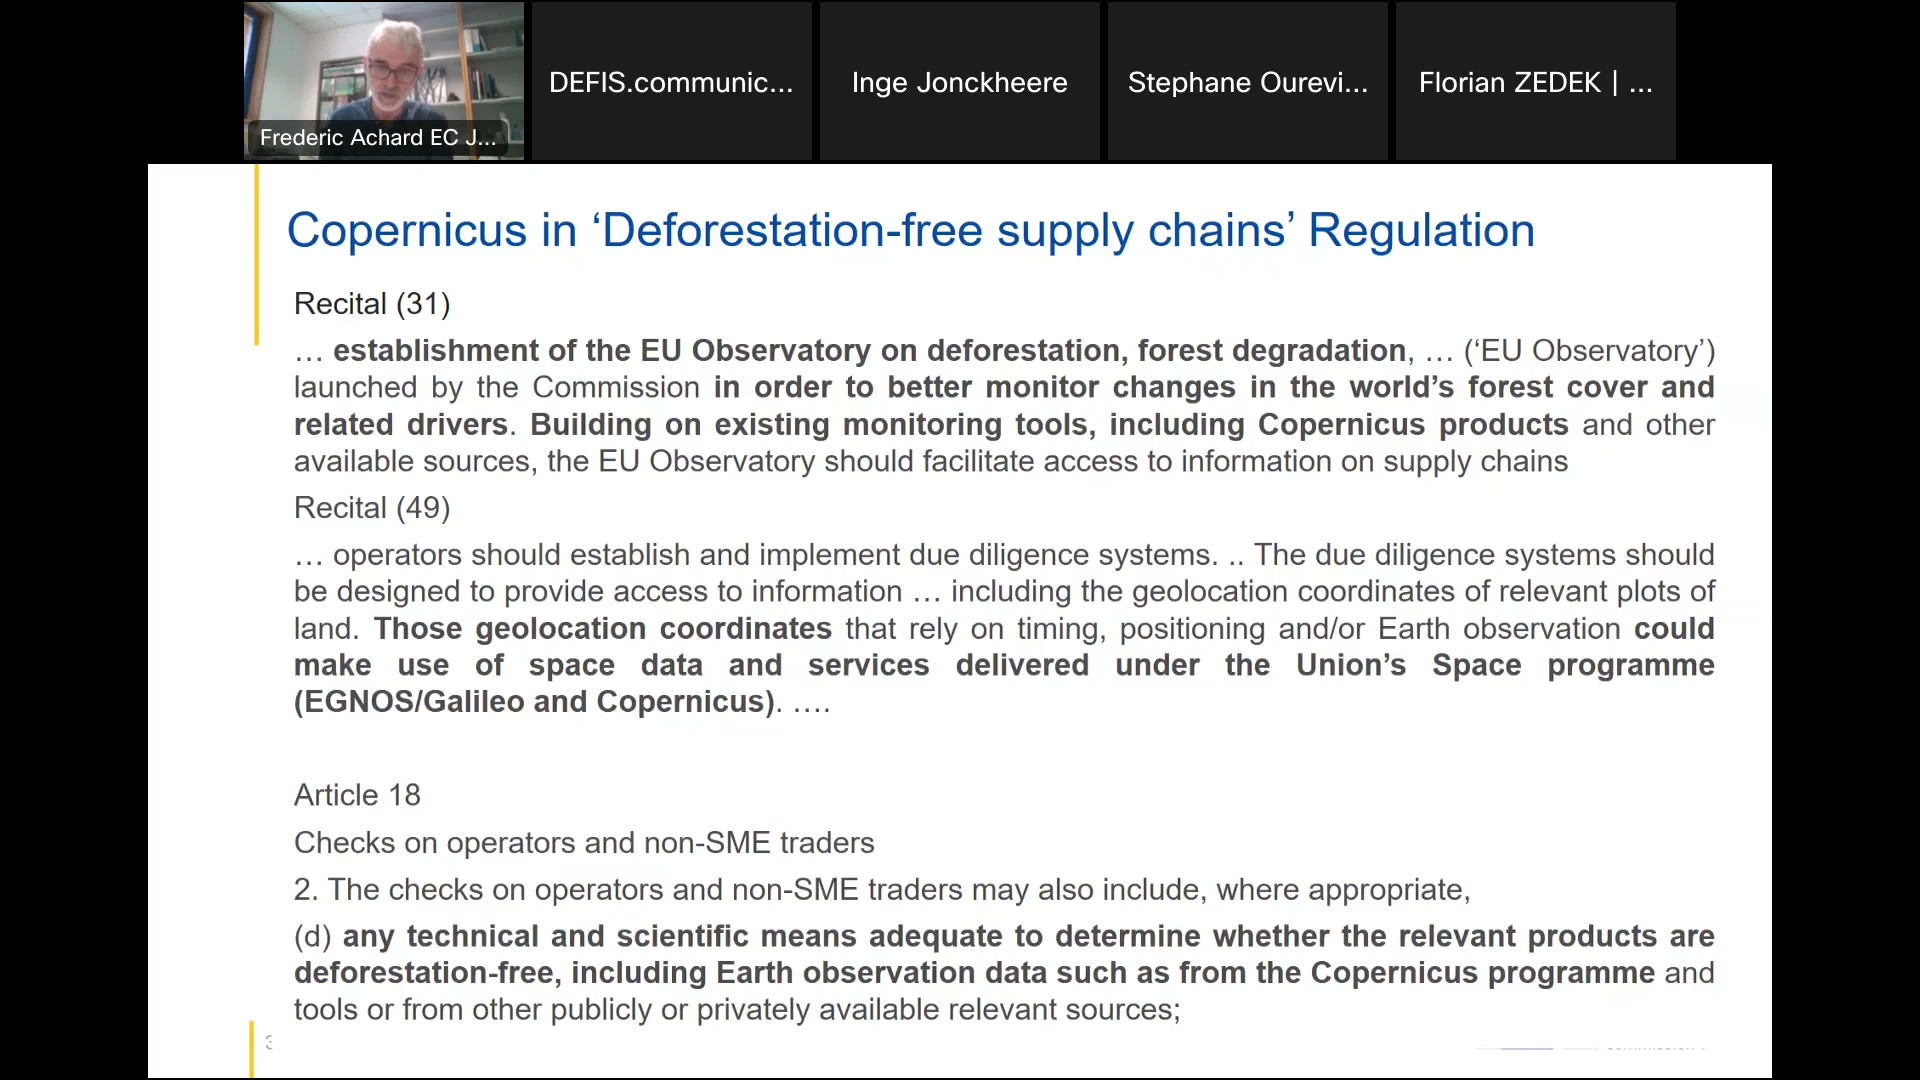 Frederic Achard EC J...
DEFIS.communic...
Inge Jonckheere
Stephane Ourevi...
Florian ZEDEK | ...
Copernicus in ‘Deforestation-free supply chains’ Regulation
Recital (31)
… establishment of the EU Observatory on deforestation, forest degradation, … (‘EU Observatory’)
launched by the Commission in order to better monitor changes in the world’s forest cover and
related drivers. Building on existing monitoring tools, including Copernicus products and other
available sources, the EU Observatory should facilitate access to information on supply chains
Recital (49)
… operators should establish and implement due diligence systems. .. The due diligence systems should
be designed to provide access to information … including the geolocation coordinates of relevant plots of
land. Those geolocation coordinates that rely on timing, positioning and/or Earth observation could
make use of space data and services delivered under the Union’s Space programme
(EGNOS/Galileo and Copernicus). ….
Article 18
Checks on operators and non-SME traders
2. The checks on operators and non-SME traders may also include, where appropriate,
(d) any technical and scientific means adequate to determine whether the relevant products are
deforestation-free, including Earth observation data such as from the Copernicus programme and
tools or from other publicly or privately available relevant sources;